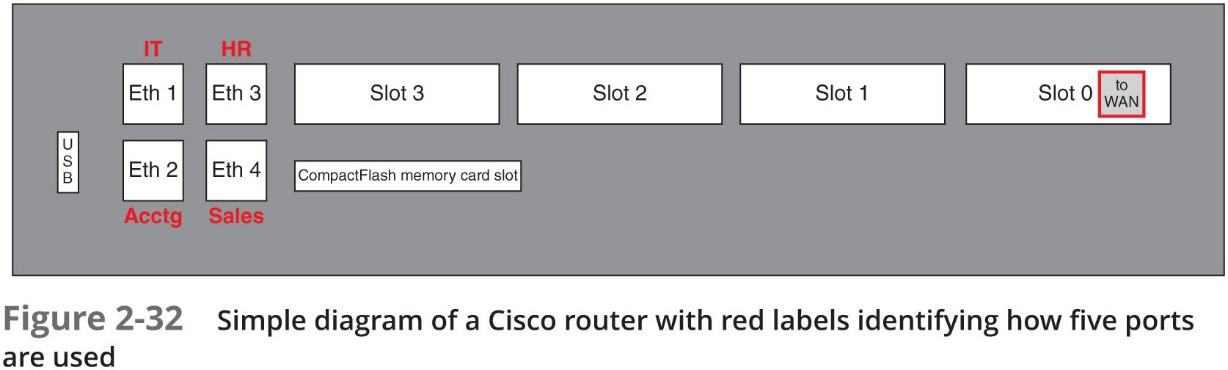 IT HR
Eth 1 Eth 3 Slot 3 Slot 2 Slot 1 Slot 0 to WAN
USB
Eth 2 Eth 4 CompactFlash memory card slot
Acctg Sales
Figure 2-32 Simple diagram of a Cisco router with red labels identifying how five ports
are used